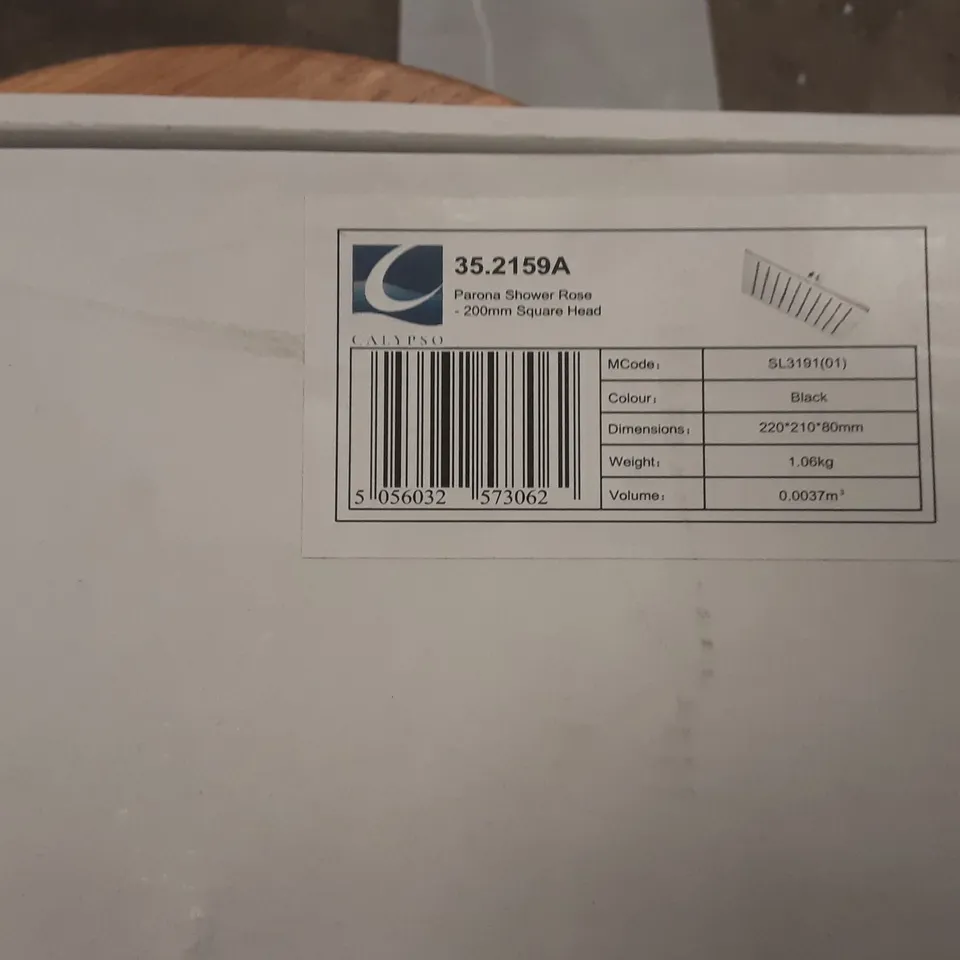 35.2159A
Parona Shower Rose
- 200mm Square Head
CALYPSO
MCode: SL3191(01)
Colour: Black
Dimensions: 220*210*80mm
Weight: 1.06kg
Volume: 0.0037m³
5 056032 573062